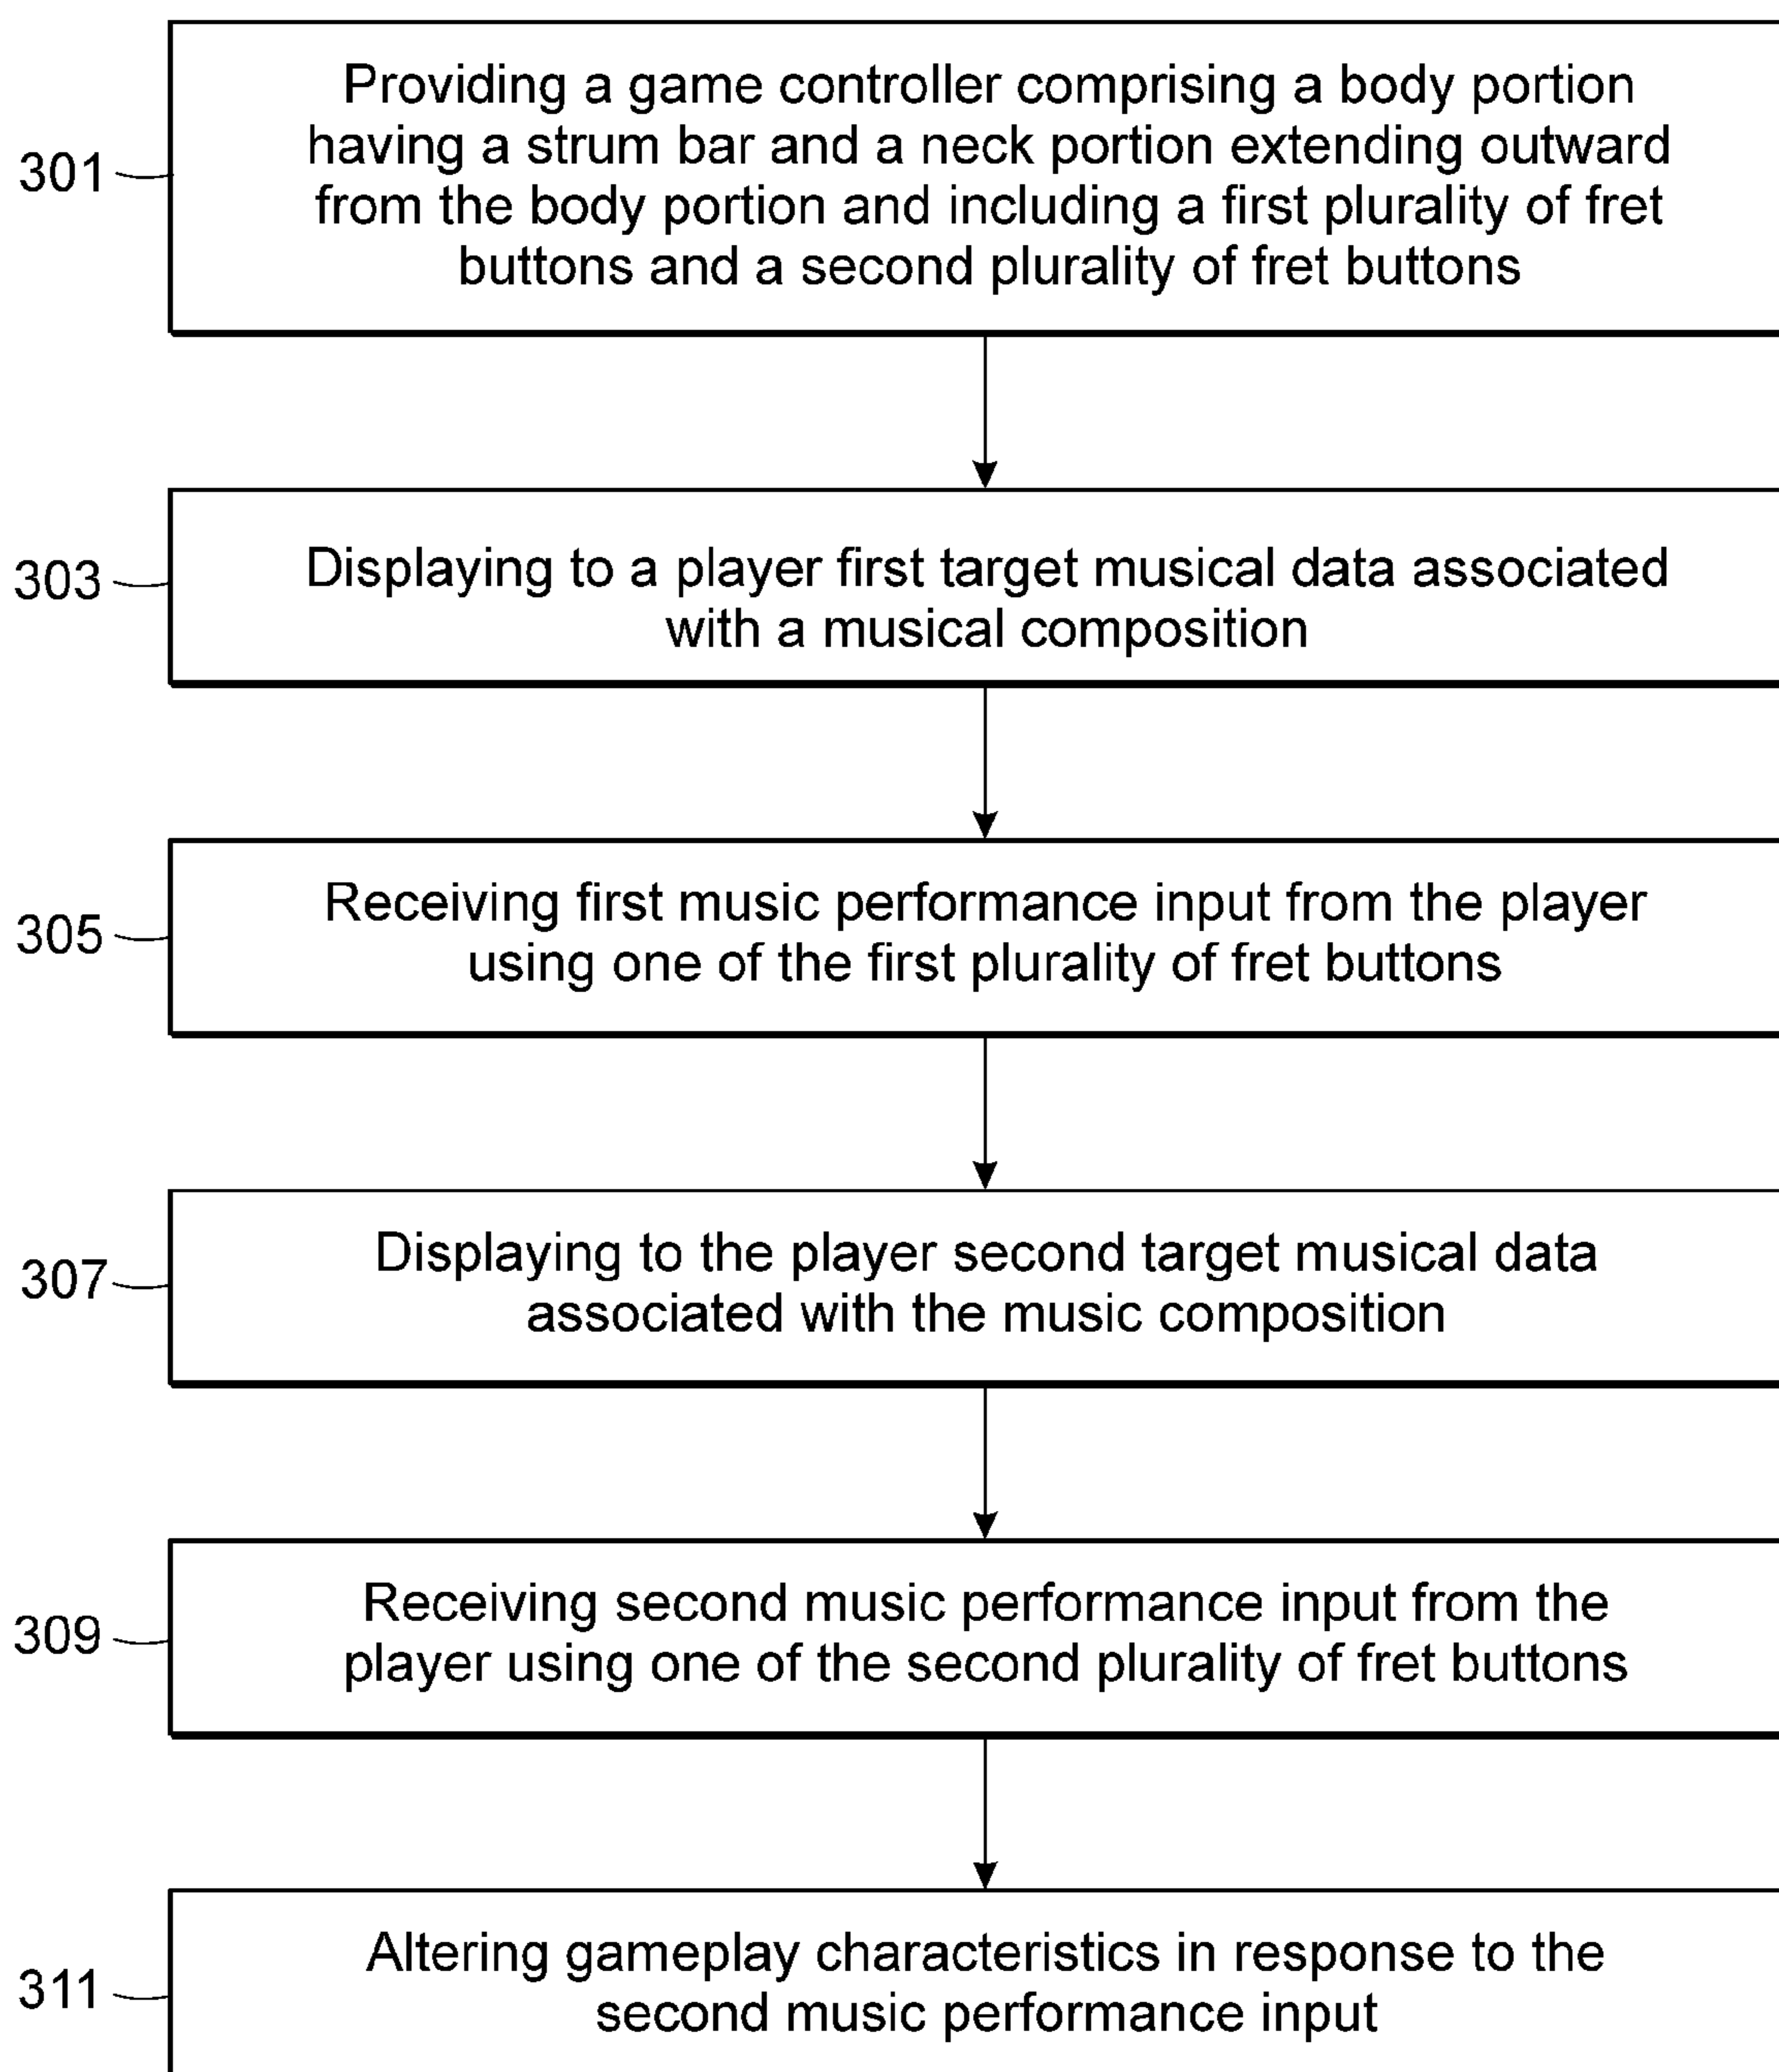 301
Providing a game controller comprising a body portion
having a strum bar and a neck portion extending outward
from the body portion and including a first plurality of fret
buttons and a second plurality of fret buttons
303
Displaying to a player first target musical data associated
with a musical composition
305
Receiving first music performance input from the player
using one of the first plurality of fret buttons
307
Displaying to the player second target musical data
associated with the music composition
309
Receiving second music performance input from the
player using one of the second plurality of fret buttons
311
Altering gameplay characteristics in response to the
second music performance input